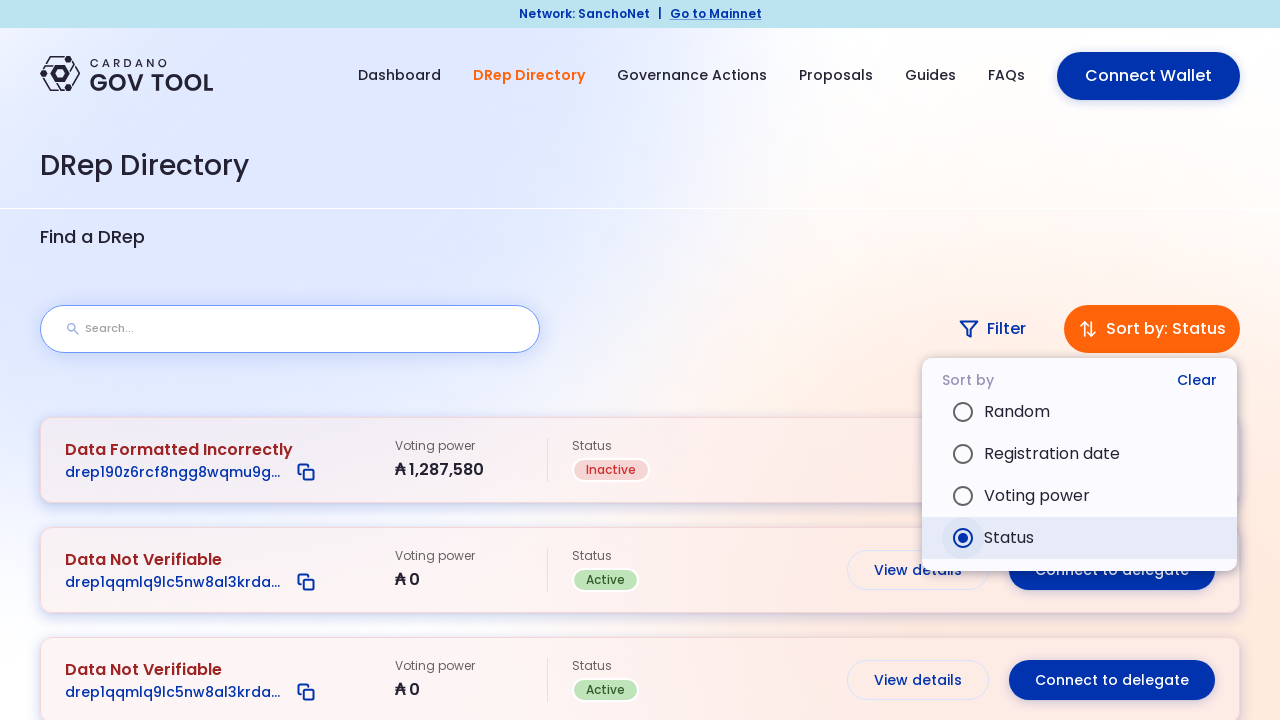 Network: SanchoNet | Go to Mainnet
CARDANO
GOV TOOL
Dashboard
DRep Directory
Governance Actions
Proposals
Guides
FAQs
Connect Wallet
DRep Directory
Find a DRep
Search...
Filter
Sort by: Status
Sort by
Clear
Random
Registration date
Voting power
Status
Data Formatted Incorrectly
drep190z6rcf8ngg8wqmu9g...
Voting power
₳ 1,287,580
Status
Inactive
Data Not Verifiable
drep1qqmlq9lc5nw8al3krda...
Voting power
₳ 0
Status
Active
View details
Connect to delegate
Data Not Verifiable
drep1qqmlq9lc5nw8al3krda...
Voting power
₳ 0
Status
Active
View details
Connect to delegate